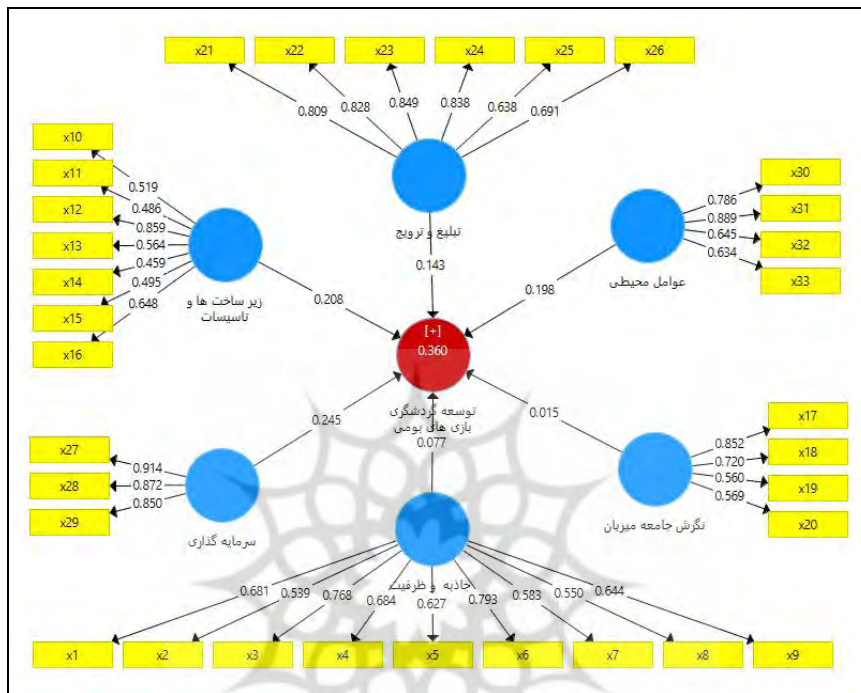 x21 x22 x23 x24 x25 x26
0.809 0.828 0.849 0.838 0.638 0.691
تبلیغ و ترویج
0.143
x10
x11
x12
x13
x14
x15
x16
0.519
0.486
0.859
0.564
0.459
0.495
0.648
زیر ساخت ها و
تاسیسات
0.208
x30
x31
x32
x33
0.786
0.889
0.645
0.634
عوامل محیطی
0.198
[+]
0.360
توسعه گردشگری
بازی های بومی
0.077
0.245
0.015
x27
x28
x29
0.914
0.872
0.850
سرمایه گذاری
x17
x18
x19
x20
0.852
0.720
0.560
0.569
نگرش جامعه میزبان
جاذبه و ظرفیت
0.681 0.539 0.768 0.684 0.627 0.793 0.583 0.550 0.644
x1 x2 x3 x4 x5 x6 x7 x8 x9